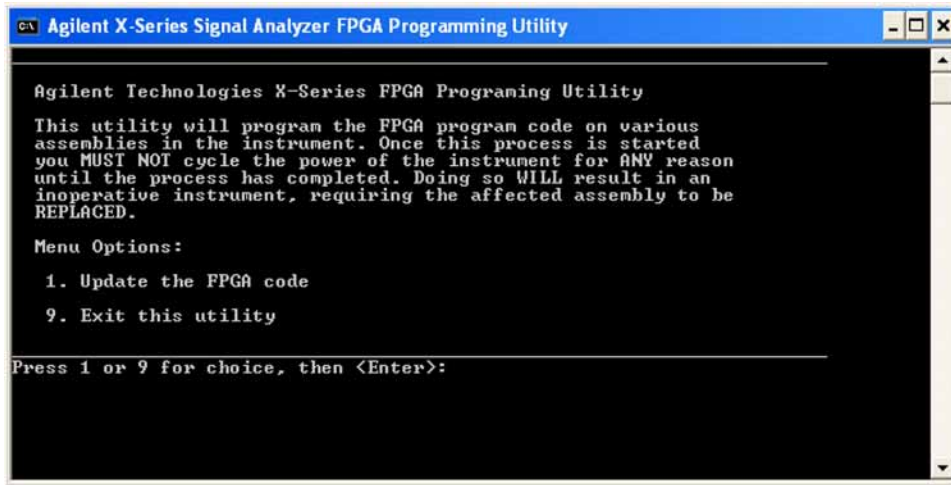 Agilent X-Series Signal Analyzer FPGA Programming Utility
Agilent Technologies X-Series FPGA Programing Utility
This utility will program the FPGA program code on various
assemblies in the instrument. Once this process is started
you MUST NOT cycle the power of the instrument for ANY reason
until the process has completed. Doing so WILL result in an
inoperative instrument, requiring the affected assembly to be
REPLACED.
Menu Options:
1. Update the FPGA code
9. Exit this utility
Press 1 or 9 for choice, then <Enter>: